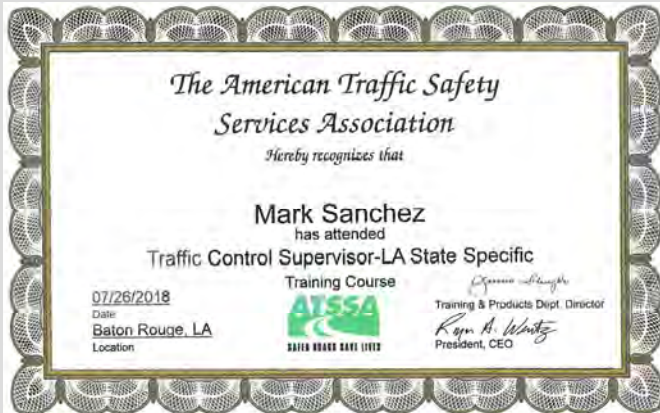 The American Traffic Safety
Services Association
Hereby recognizes that
Mark Sanchez
has attended
Traffic Control Supervisor-LA State Specific
Training Course
07/26/2018
Date
Baton Rouge, LA
Location
ATSSA
SAFER ROADS SAVE LIVES
Training & Products Dept. Director
Roger A. Wentz
President, CEO